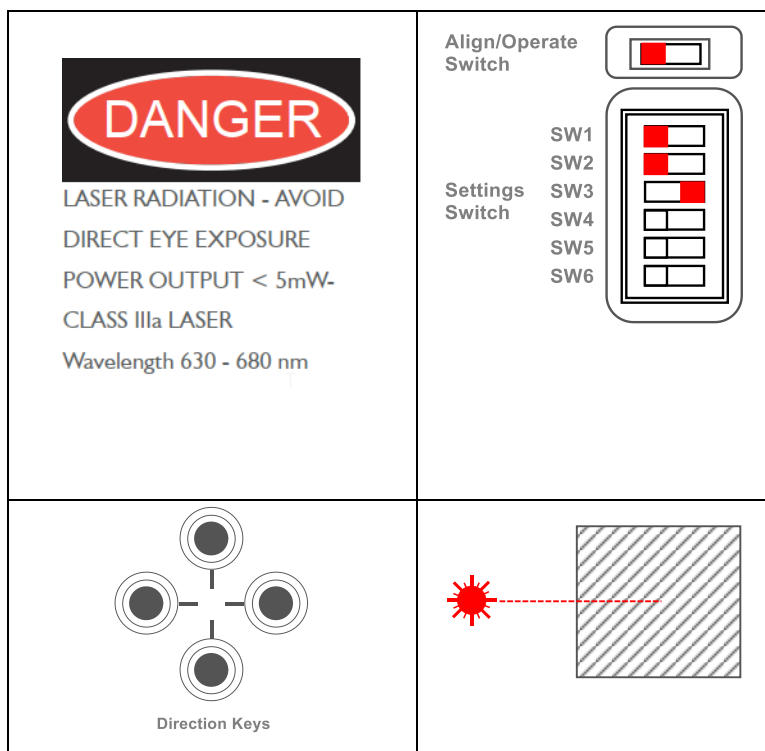 DANGER
LASER RADIATION - AVOID
DIRECT EYE EXPOSURE
POWER OUTPUT < 5mW-
CLASS IIIa LASER
Wavelength 630 - 680 nm
Align/Operate
Switch
SW1
SW2
Settings
Switch
SW3
SW4
SW5
SW6
Direction Keys